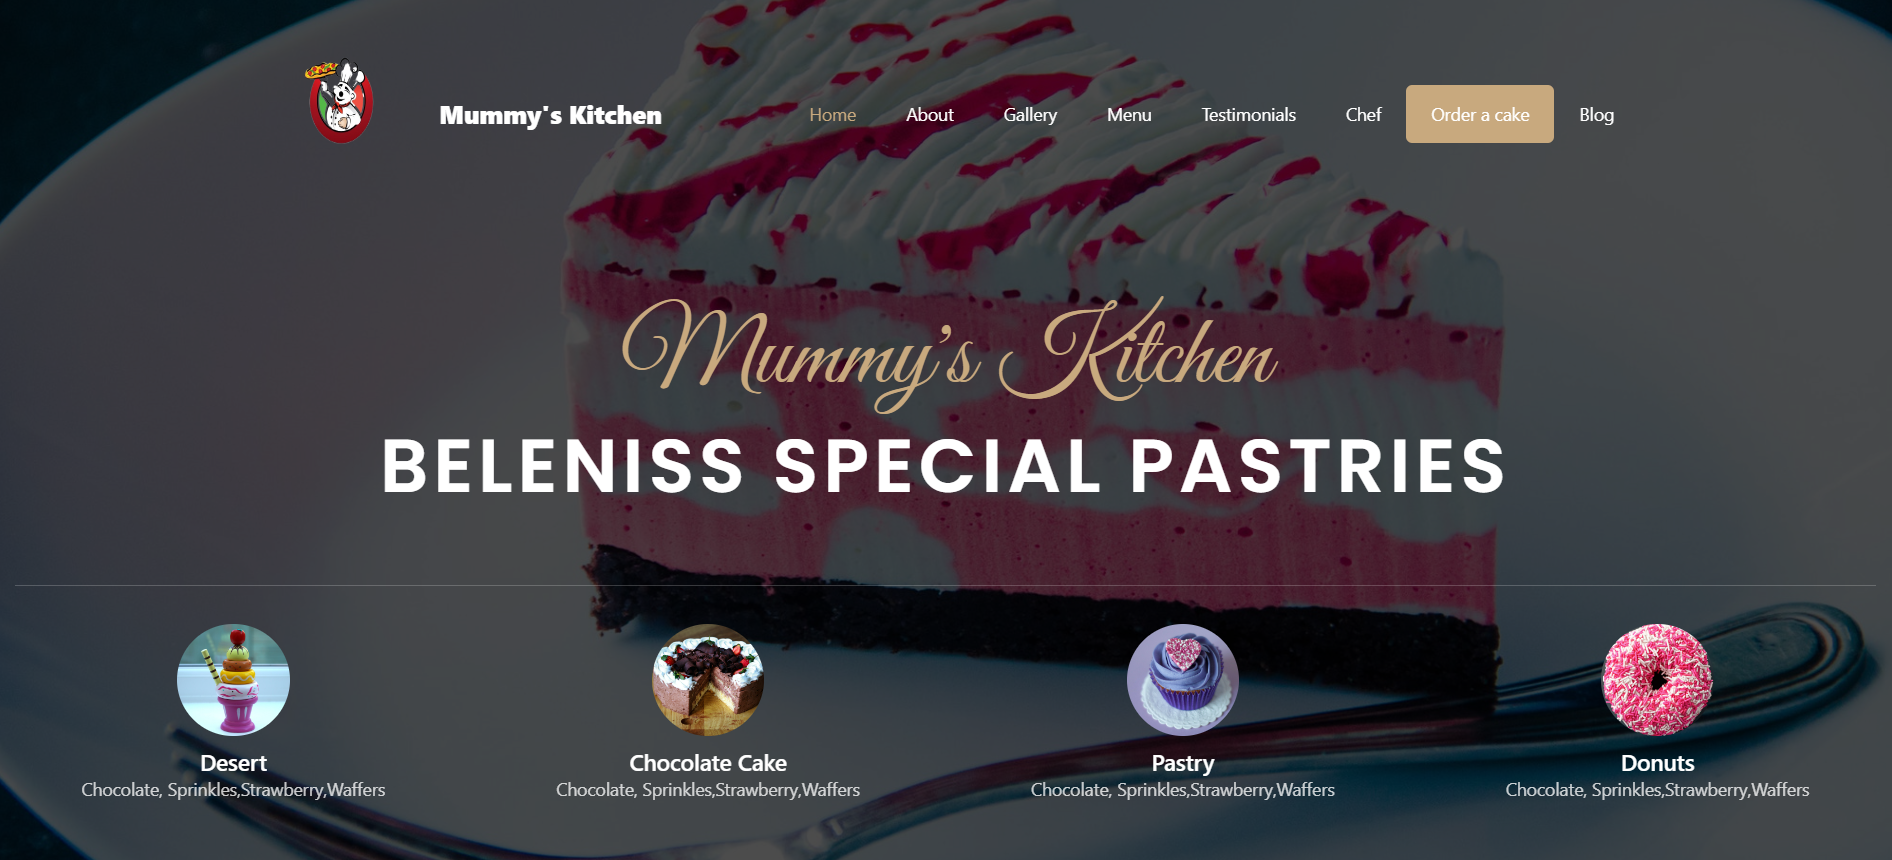 Mummy's Kitchen
Home About Gallery Menu Testimonials Chef Order a cake Blog
Mummy's Kitchen
BELENISS SPECIAL PASTRIES
Desert
Chocolate, Sprinkles,Strawberry,Waffers
Chocolate Cake
Chocolate, Sprinkles,Strawberry,Waffers
Pastry
Chocolate, Sprinkles,Strawberry,Waffers
Donuts
Chocolate, Sprinkles,Strawberry,Waffers